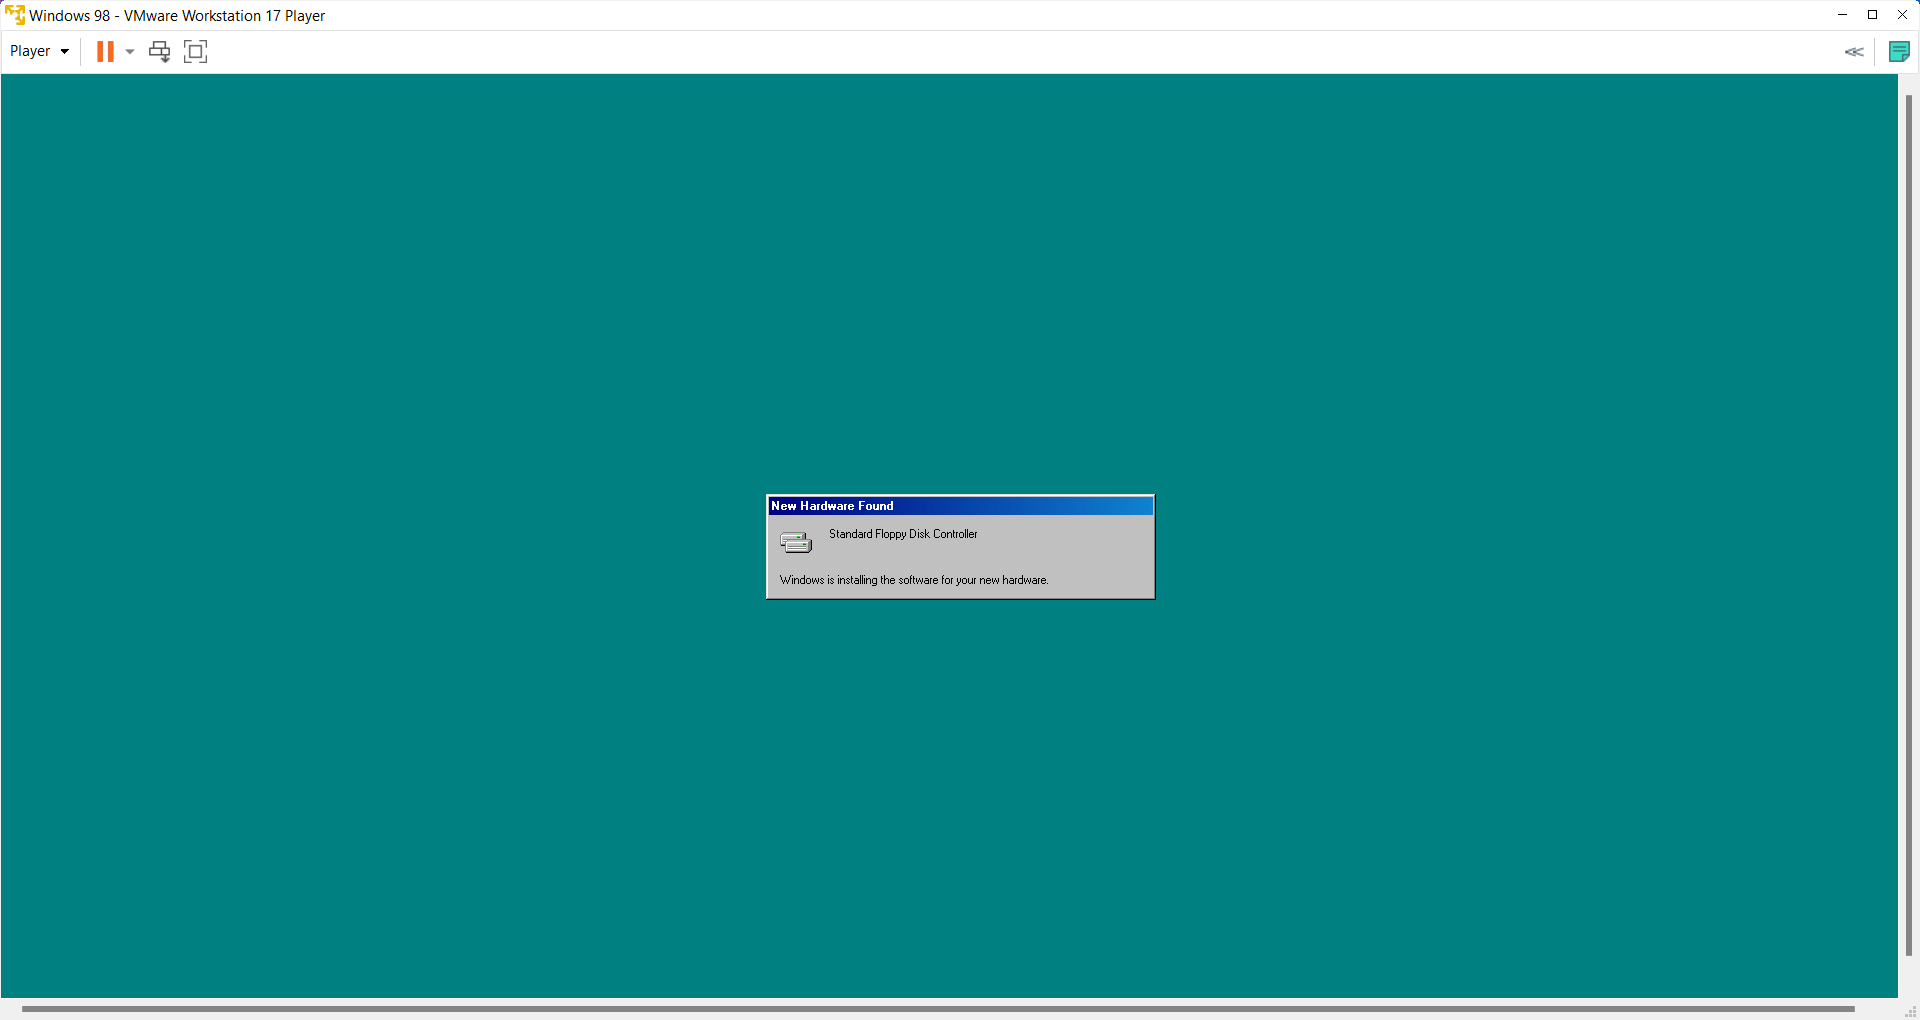 Windows 98 - VMware Workstation 17 Player
Player
New Hardware Found
Standard Floppy Disk Controller
Windows is installing the software for your new hardware.